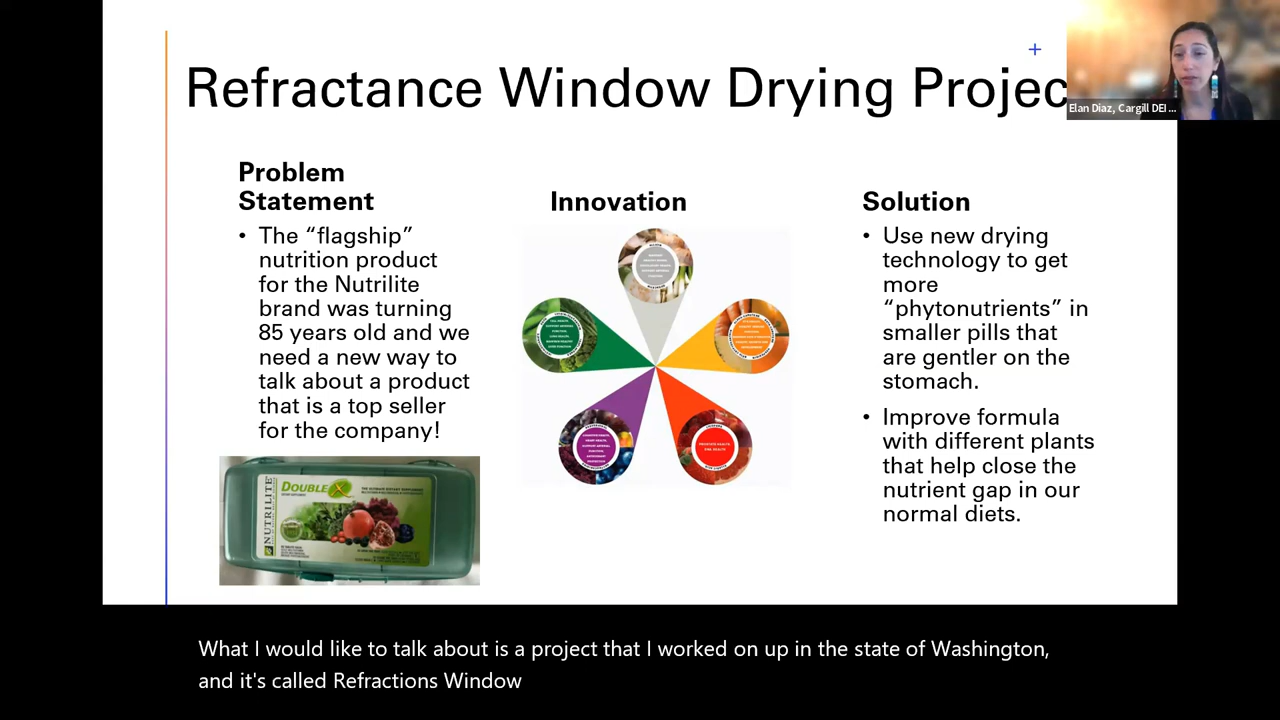 Refractance Window Drying Projec
Elan Diaz, Cargill DEI ...
Problem
Statement
• The “flagship”
nutrition product
for the Nutrilite
brand was turning
85 years old and we
need a new way to
talk about a product
that is a top seller
for the company!
NUTRILITE
DOUBLE X
Innovation
Solution
• Use new drying
technology to get
more
“phytonutrients” in
smaller pills that
are gentler on the
stomach.
• Improve formula
with different plants
that help close the
nutrient gap in our
normal diets.
What I would like to talk about is a project that I worked on up in the state of Washington,
and it's called Refractions Window